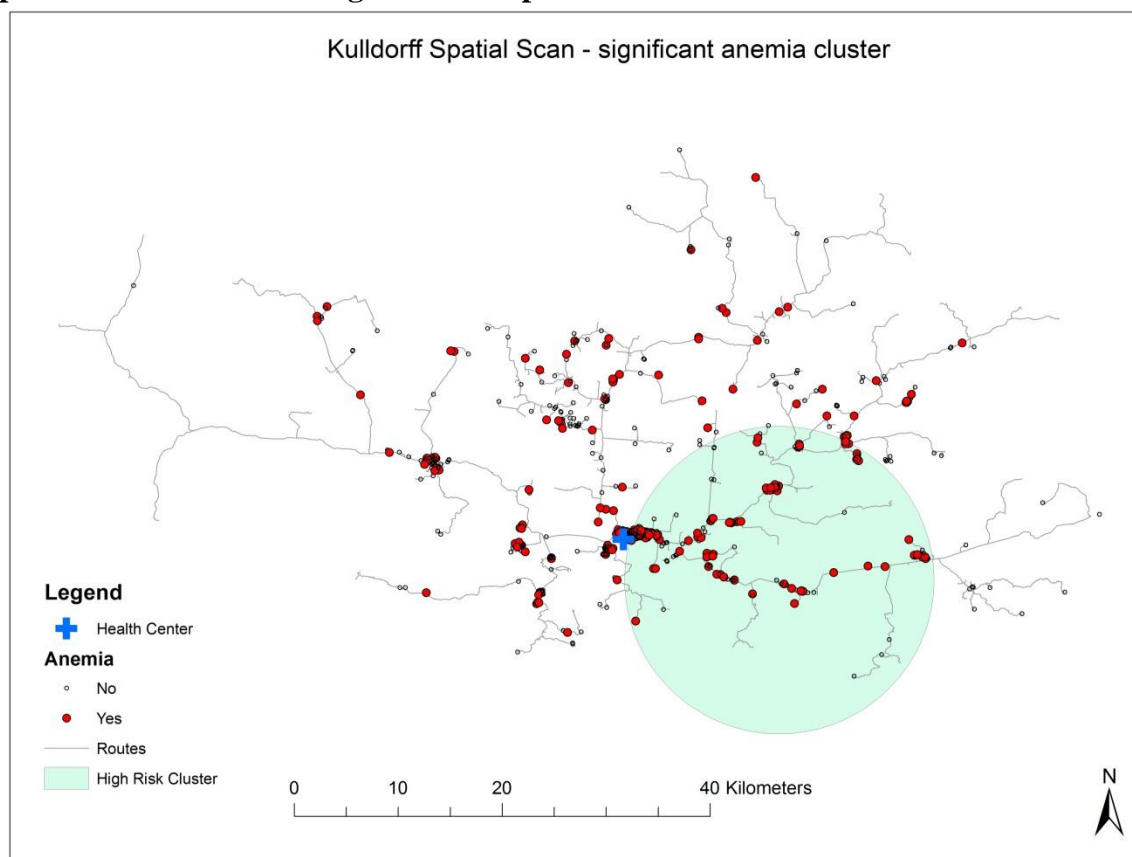 Kulldorff Spatial Scan - significant anemia cluster
Legend
Health Center
Anemia
No
Yes
Routes
High Risk Cluster
0 10 20 40 Kilometers
N